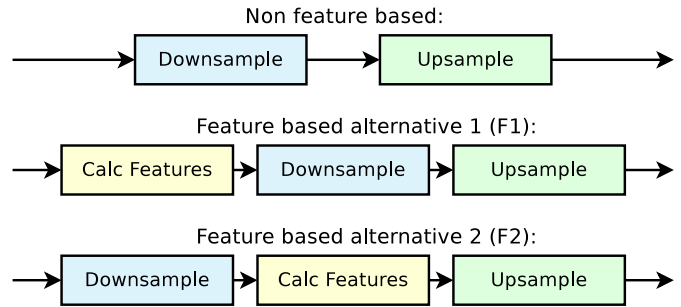 Non feature based:
Downsample Upsample
Feature based alternative 1 (F1):
Calc Features Downsample Upsample
Feature based alternative 2 (F2):
Downsample Calc Features Upsample